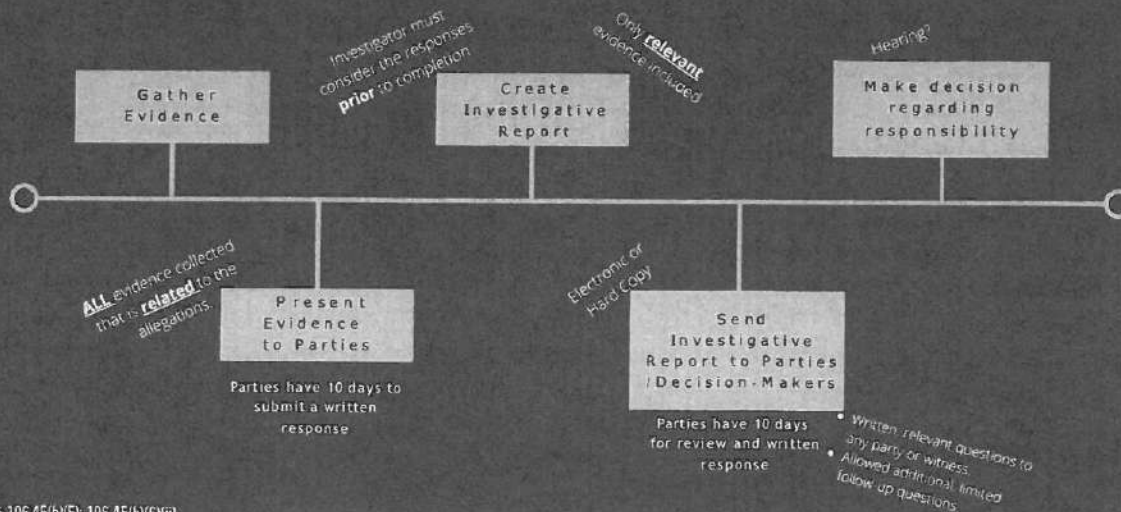 Gather
Evidence
ALL evidence collected
that is related to the
allegations.
Present
Evidence
to Parties
Parties have 10 days to
submit a written
response
Investigator must
consider the responses
prior to completion
Create
Investigative
Report
Only relevant
evidence included
Electronic or
Hard Copy
Send
Investigative
Report to Parties
/Decision-Makers
Parties have 10 days
for review and written
response
• Written, relevant questions to
any party or witness.
• Allowed additional, limited
follow up questions
Hearing?
Make decision
regarding
responsibility